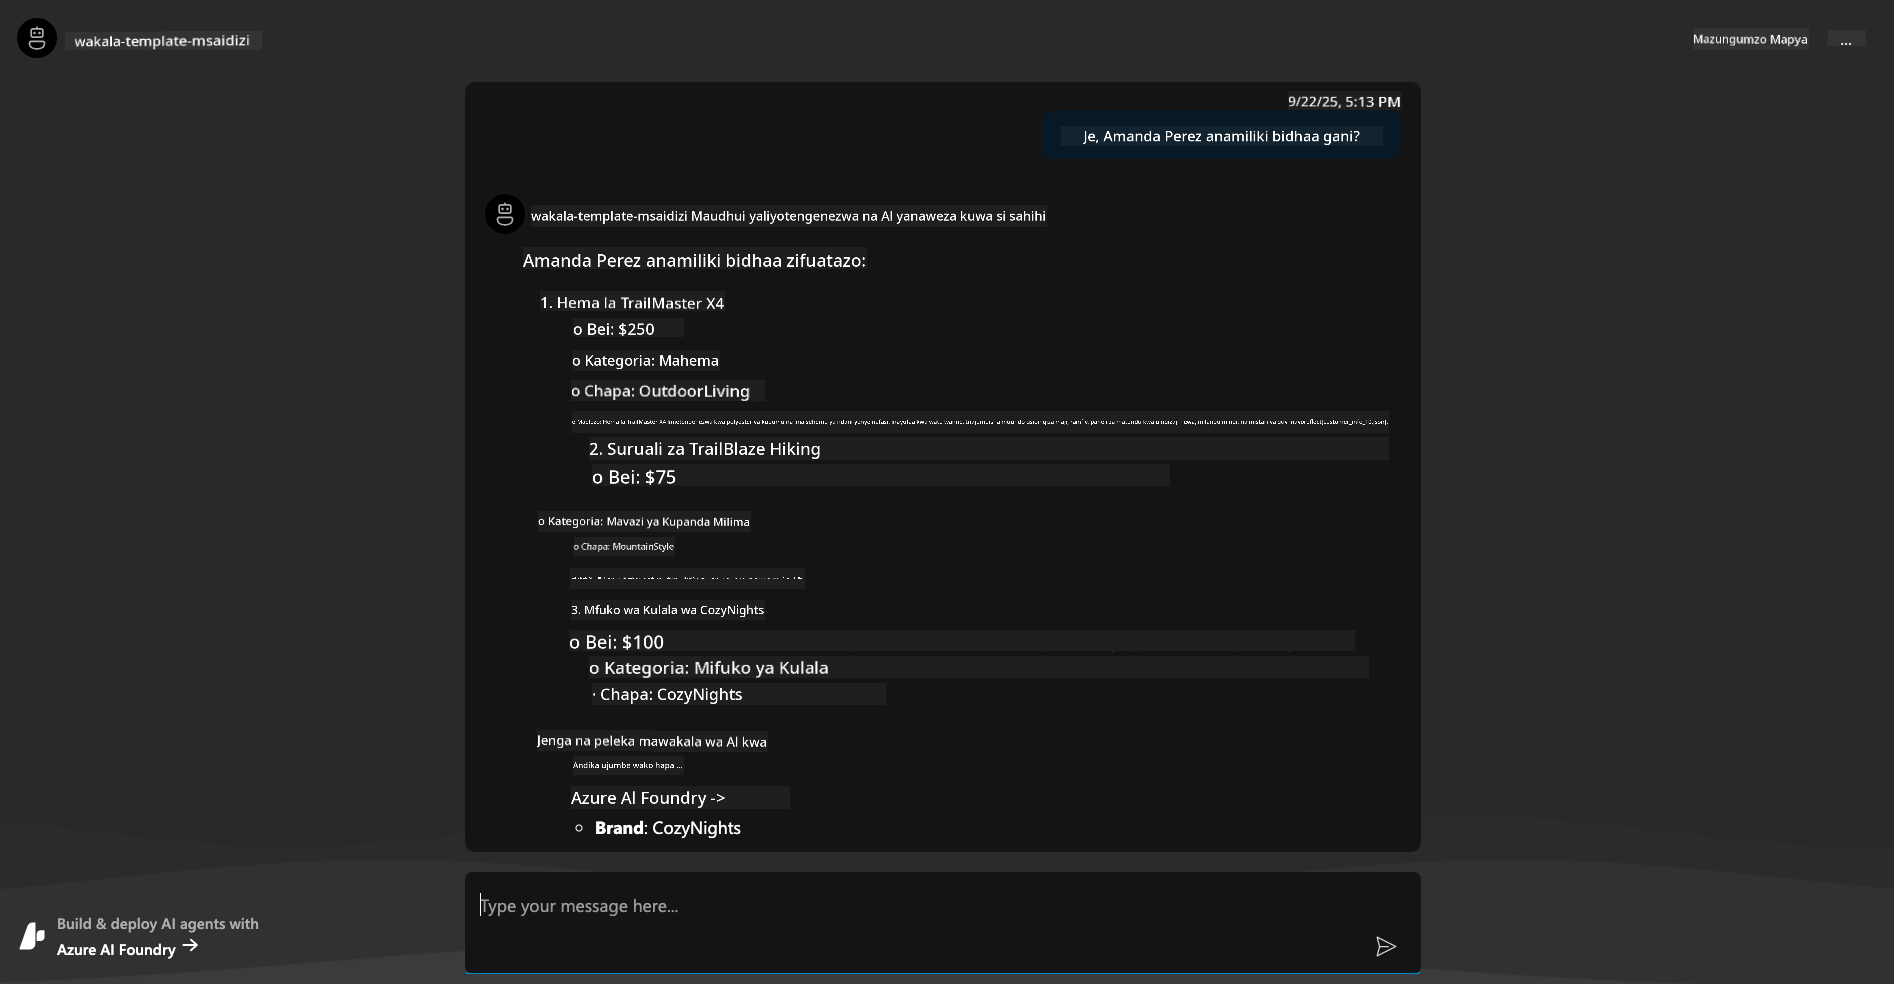 wakala-template-msaidizi
Mazungumzo Mapya
...
9/22/25, 5:13 PM
Je, Amanda Perez anamiliki bidhaa gani?
wakala-template-msaidizi Maudhui yaliyotengenezwa na AI yanaweza kuwa si sahihi
Amanda Perez anamiliki bidhaa zifuatazo:
1. Hema la TrailMaster X4
o Bei: $250
o Kategoria: Mahema
o Chapa: OutdoorLiving
2. Suruali za TrailBlaze Hiking
o Bei: $75
o Kategoria: Mavazi ya Kupanda Milima
o Chapa: MountainStyle
3. Mfuko wa Kulala wa CozyNights
o Bei: $100
o Kategoria: Mifuko ya Kulala
· Chapa: CozyNights
Jenga na peleka mawakala wa AI kwa
Andika ujumbe wako hapa ...
Azure AI Foundry ->
○ Brand: CozyNights
Type your message here...
Build & deploy AI agents with
Azure AI Foundry →